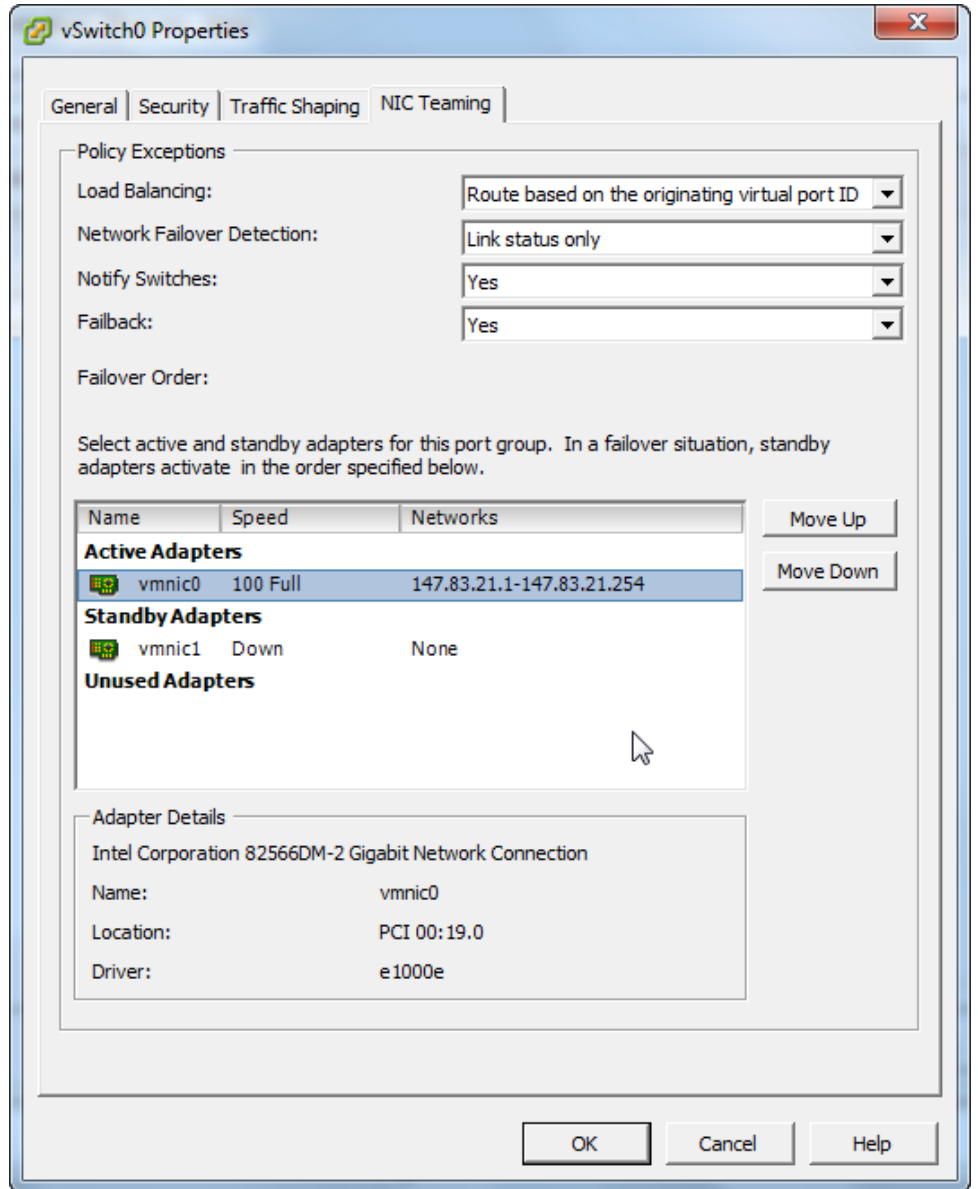 vSwitch0 Properties
General Security Traffic Shaping NIC Teaming
Policy Exceptions
Load Balancing: Route based on the originating virtual port ID
Network Failover Detection: Link status only
Notify Switches: Yes
Failback: Yes
Failover Order:
Select active and standby adapters for this port group. In a failover situation, standby
adapters activate in the order specified below.
Name Speed Networks
Move Up
Active Adapters
vmnic0 100 Full 147.83.21.1-147.83.21.254
Move Down
Standby Adapters
vmnic1 Down None
Unused Adapters
Adapter Details
Intel Corporation 82566DM-2 Gigabit Network Connection
Name: vmnic0
Location: PCI 00:19.0
Driver: e1000e
OK Cancel Help